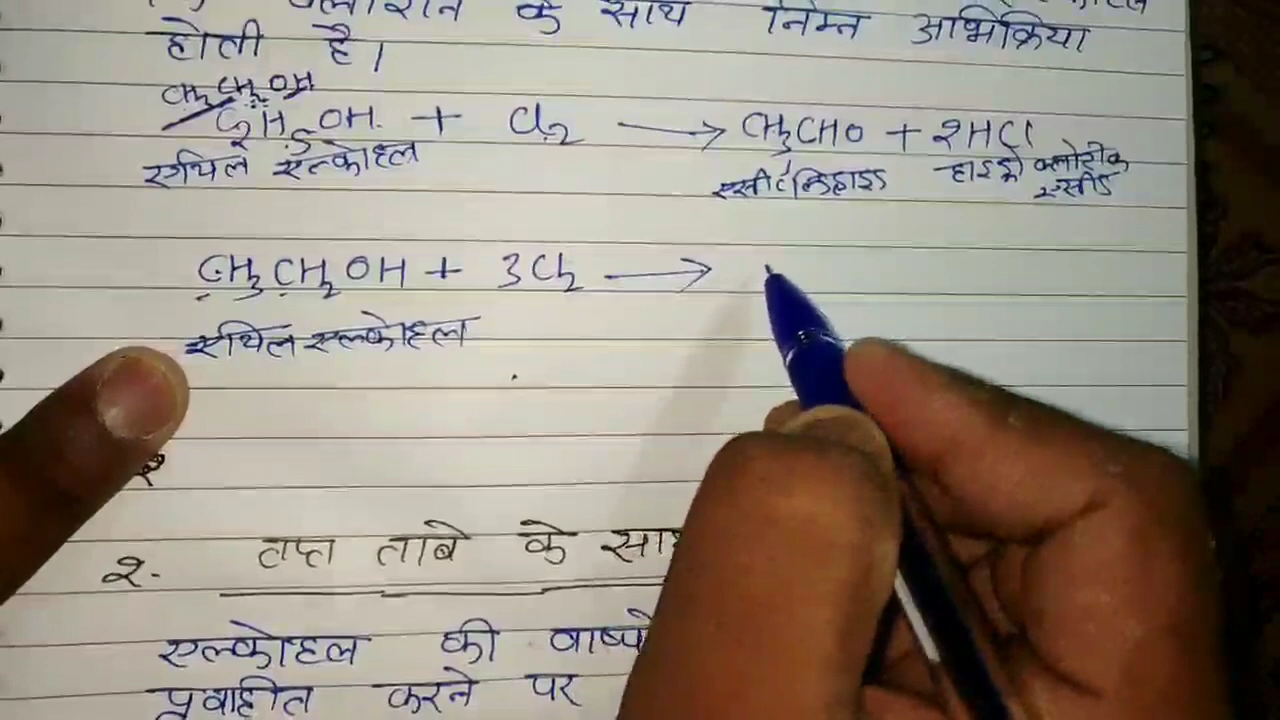 क्लोरीन के साथ निम्न अभिक्रिया
होती है।
CH₃CH₂OH
C₂H₅OH + Cl₂ ⟶ CH₃CHO + 2HCl
एथिल एल्कोहल एसीटेल्डिहाइड हाइड्रो क्लोरीक एसीड
CH₃CH₂OH + 3Cl₂ ⟶
एथिल एल्कोहल
2. तप्त ताबे के साथ
एल्कोहल की वाष्प
प्रवाहीत करने पर